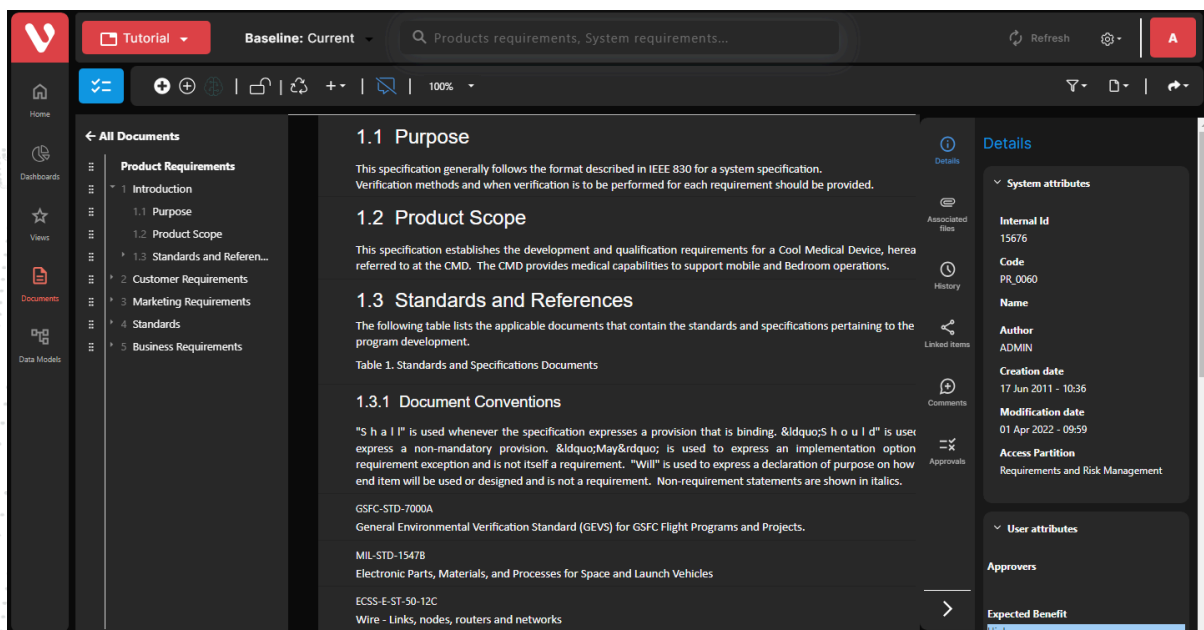 Tutorial
Baseline: Current
Products requirements, System requirements...
Refresh
A
100%
Home
Dashboards
Views
Documents
Data Models
All Documents
Product Requirements
1 Introduction
1.1 Purpose
1.2 Product Scope
1.3 Standards and Referen...
2 Customer Requirements
3 Marketing Requirements
4 Standards
5 Business Requirements
1.1 Purpose
This specification generally follows the format described in IEEE 830 for a system specification.
Verification methods and when verification is to be performed for each requirement should be provided.
1.2 Product Scope
This specification establishes the development and qualification requirements for a Cool Medical Device, herea
referred to at the CMD. The CMD provides medical capabilities to support mobile and Bedroom operations.
1.3 Standards and References
The following table lists the applicable documents that contain the standards and specifications pertaining to the
program development.
Table 1. Standards and Specifications Documents
1.3.1 Document Conventions
"S h a l l" is used whenever the specification expresses a provision that is binding. &ldquo;S h o u l d" is used
express a non-mandatory provision. &ldquo;May&rdquo; is used to express an implementation option
requirement exception and is not itself a requirement. "Will" is used to express a declaration of purpose on how
end item will be used or designed and is not a requirement. Non-requirement statements are shown in italics.
GSFC-STD-7000A
General Environmental Verification Standard (GEVS) for GSFC Flight Programs and Projects.
MIL-STD-1547B
Electronic Parts, Materials, and Processes for Space and Launch Vehicles
ECSS-E-ST-50-12C
Wire - Links, nodes, routers and networks
Details
Associated
files
History
Linked items
Comments
Approvals
Details
System attributes
Internal Id
15676
Code
PR_0060
Name
Author
ADMIN
Creation date
17 Jun 2011 - 10:36
Modification date
01 Apr 2022 - 09:59
Access Partition
Requirements and Risk Management
User attributes
Approvers
Expected Benefit